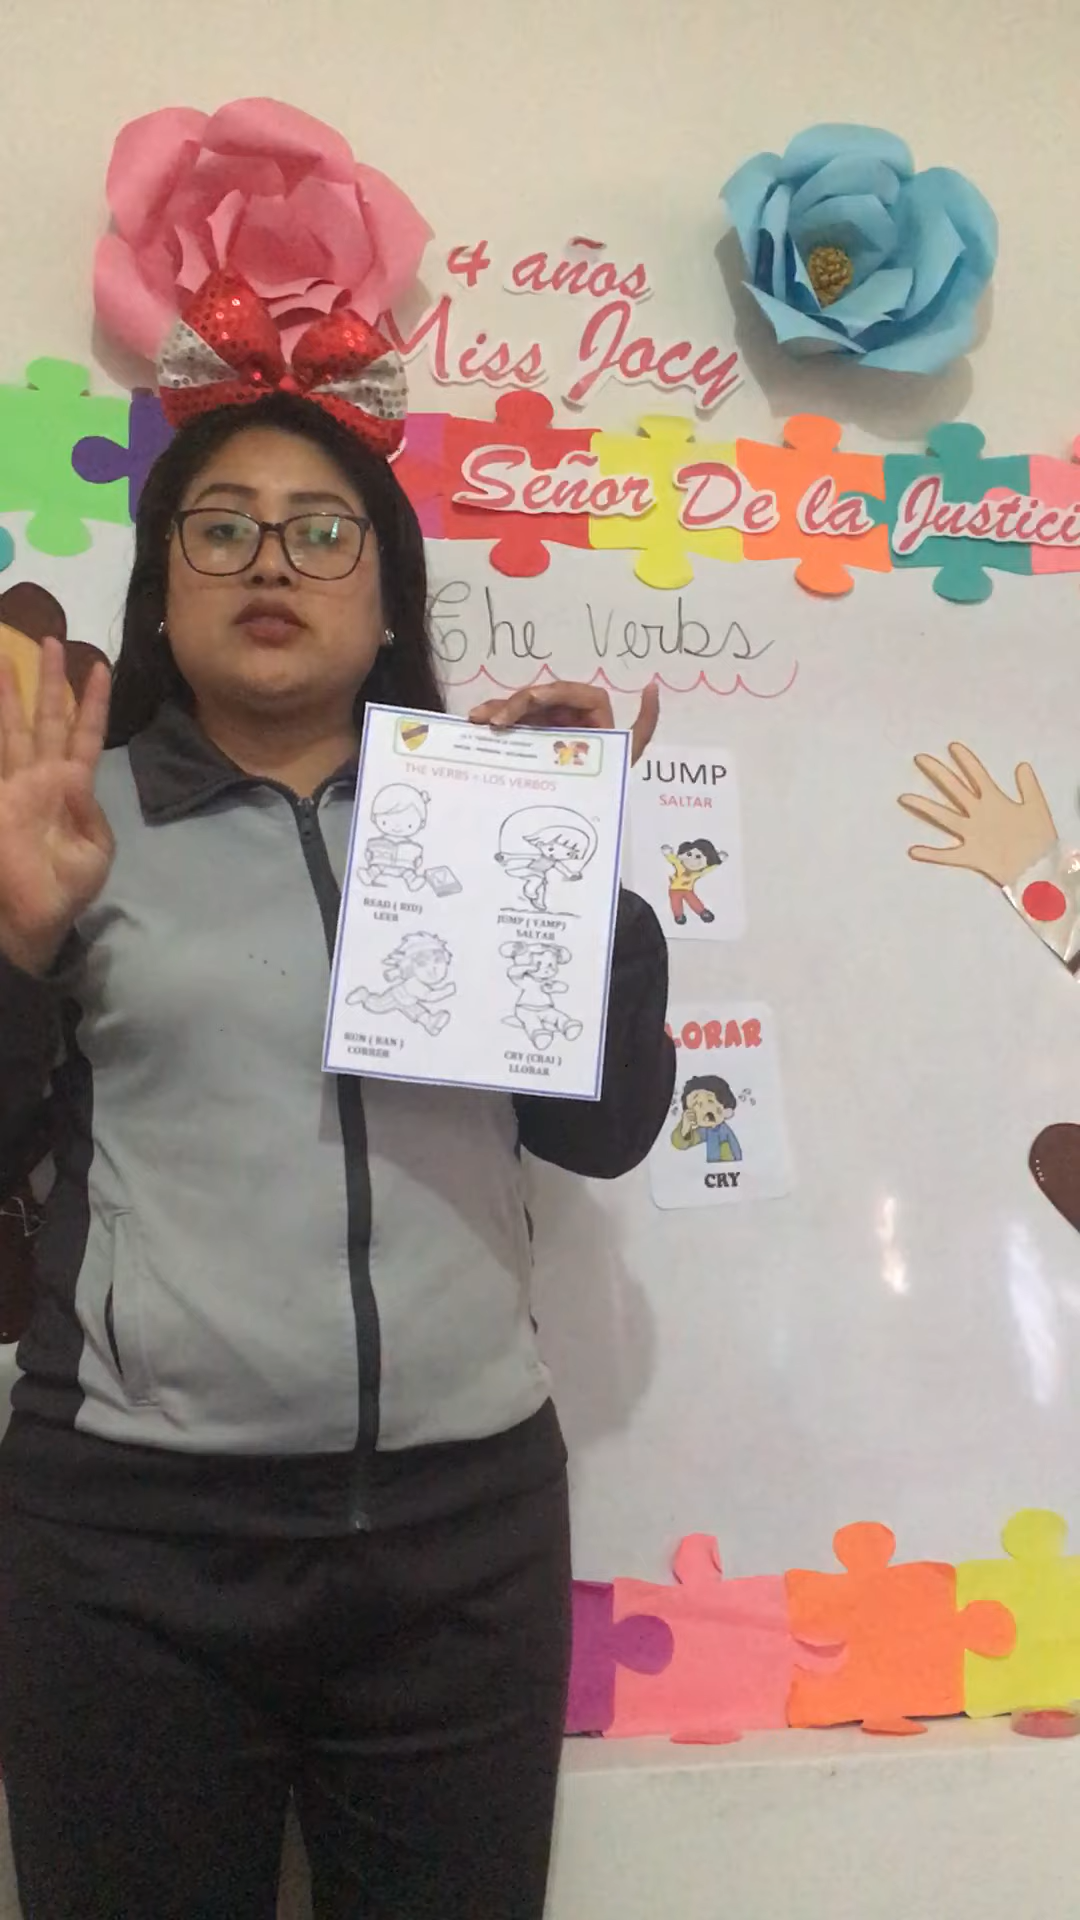 4 años
Miss Jocy
Señor De la Justici
The Verbs
THE VERBS - LOS VERBOS
READ ( RID)
LEER
JUMP ( YAMP)
SALTAR
RUN ( RAN )
CORRER
CRY (CRAI )
LLORAR
JUMP
SALTAR
LORAR
CRY